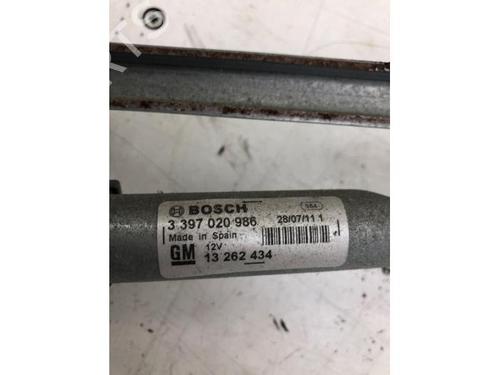 BOSCH
3 397 020 986
28/07/11 1
Made in Spain
12V
GM
13 262 434